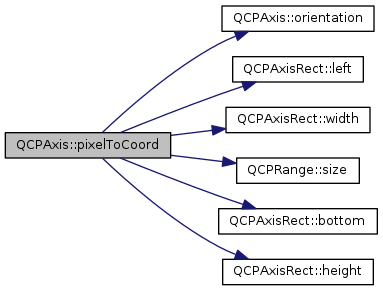 QCPAxis::orientation
QCPAxisRect::left
QCPAxisRect::width
QCPAxis::pixelToCoord
QCPRange::size
QCPAxisRect::bottom
QCPAxisRect::height